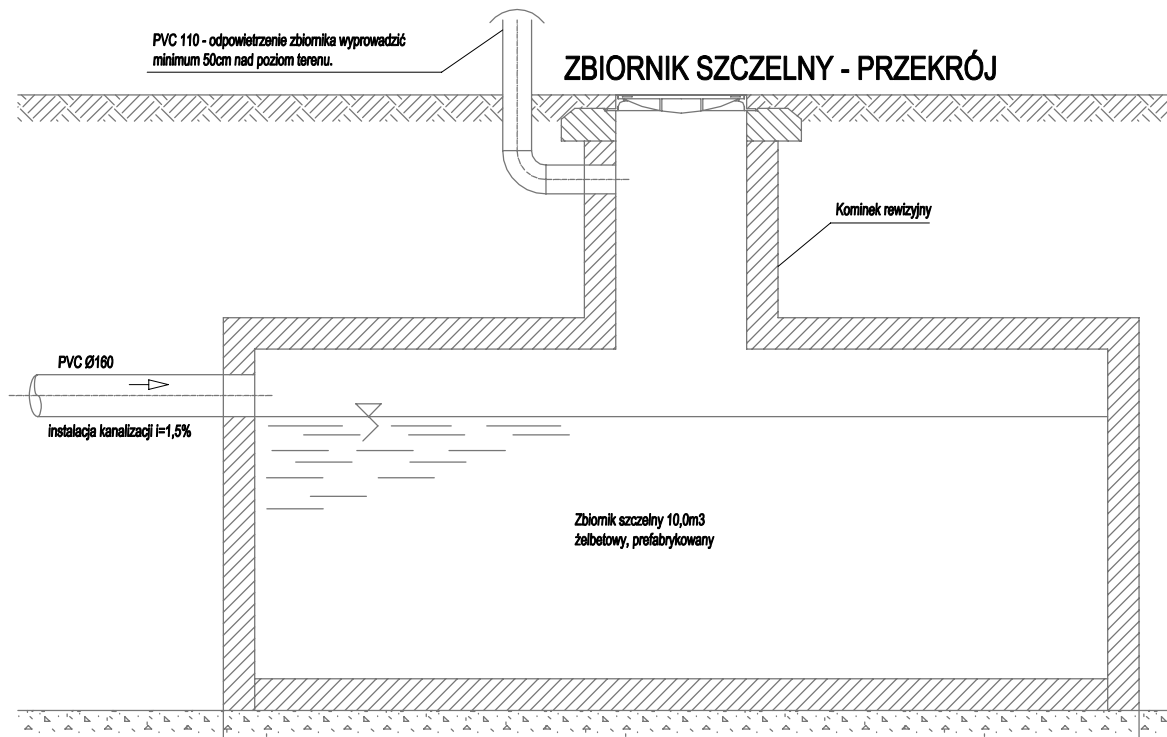 PVC 110 - odpowietrzenie zbiornika wyprowadzić
minimum 50cm nad poziom terenu.
ZBIORNIK SZCZELNY - PRZEKRÓJ
Kominek rewizyjny
PVC Ø160
instalacja kanalizacji i=1,5%
Zbiornik szczelny 10,0m3
żelbetowy, prefabrykowany